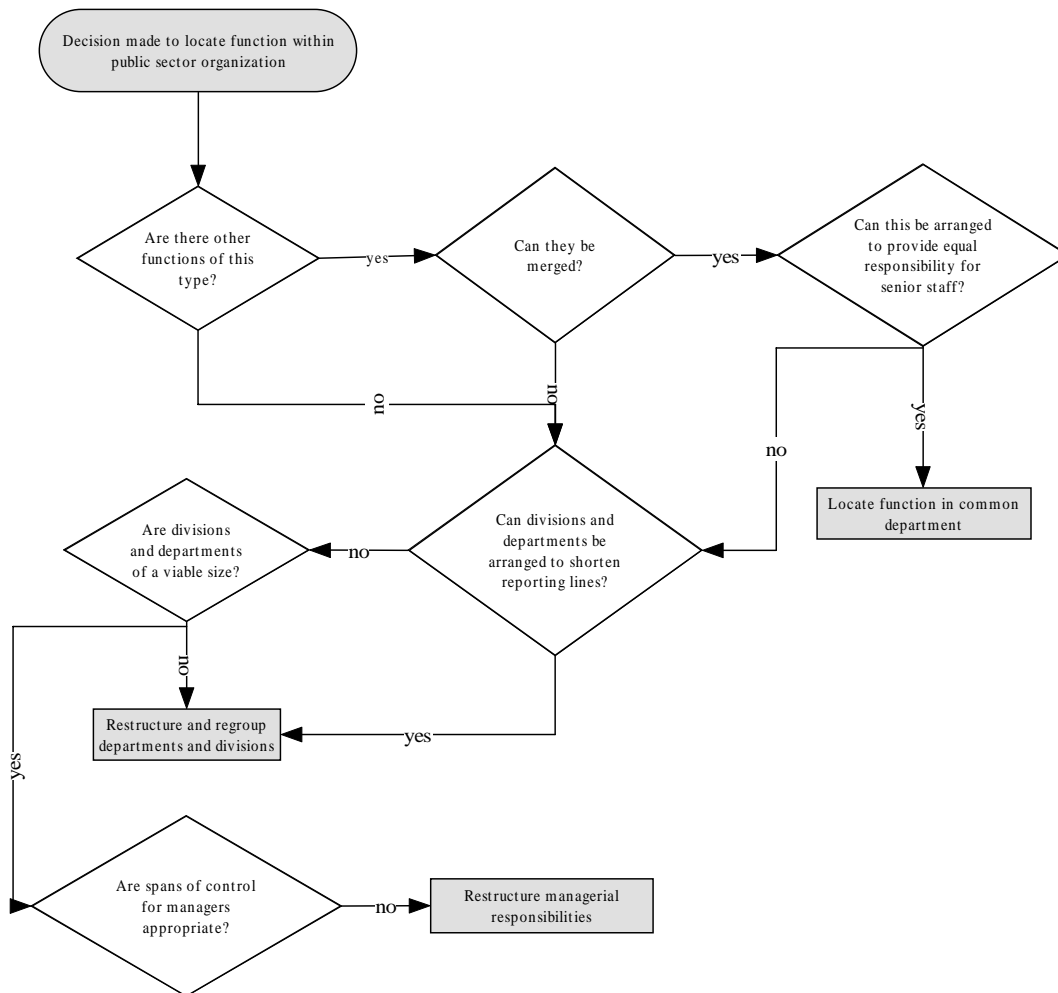 Decision made to locate function within
public sector organization
Are there other
functions of this
type?
yes
Can they be
merged?
yes
Can this be arranged
to provide equal
responsibility for
senior staff?
no
no
no
yes
Locate function in common
department
Are divisions
and departments
of a viable size?
no
Can divisions and
departments be
arranged to shorten
reporting lines?
no
Restructure and regroup
departments and divisions
yes
yes
Are spans of control
for managers
appropriate?
no
Restructure managerial
responsibilities